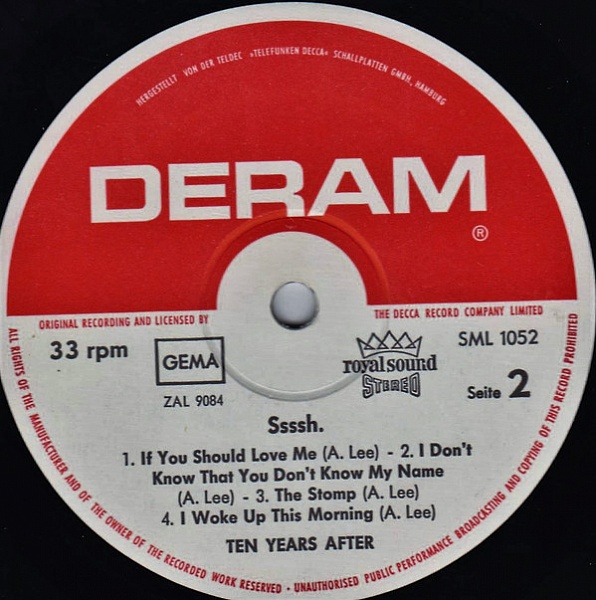 HERGESTELLT VON DER TELDEC »TELEFUNKEN DECCA« SCHALLPLATTEN GMBH, HAMBURG
DERAM
®
ORIGINAL RECORDING AND LICENSED BY THE DECCA RECORD COMPANY LIMITED
33 rpm
GEMA
ZAL 9084
royal sound
STEREO
SML 1052
Seite 2
Ssssh.
1. If You Should Love Me (A. Lee) - 2. I Don't
Know That You Don't Know My Name
(A. Lee) - 3. The Stomp (A. Lee)
4. I Woke Up This Morning (A. Lee)
TEN YEARS AFTER
ALL RIGHTS OF THE MANUFACTURER AND OF THE OWNER OF THE RECORDED WORK RESERVED · UNAUTHORISED PUBLIC PERFORMANCE BROADCASTING AND COPYING OF THIS RECORD PROHIBITED